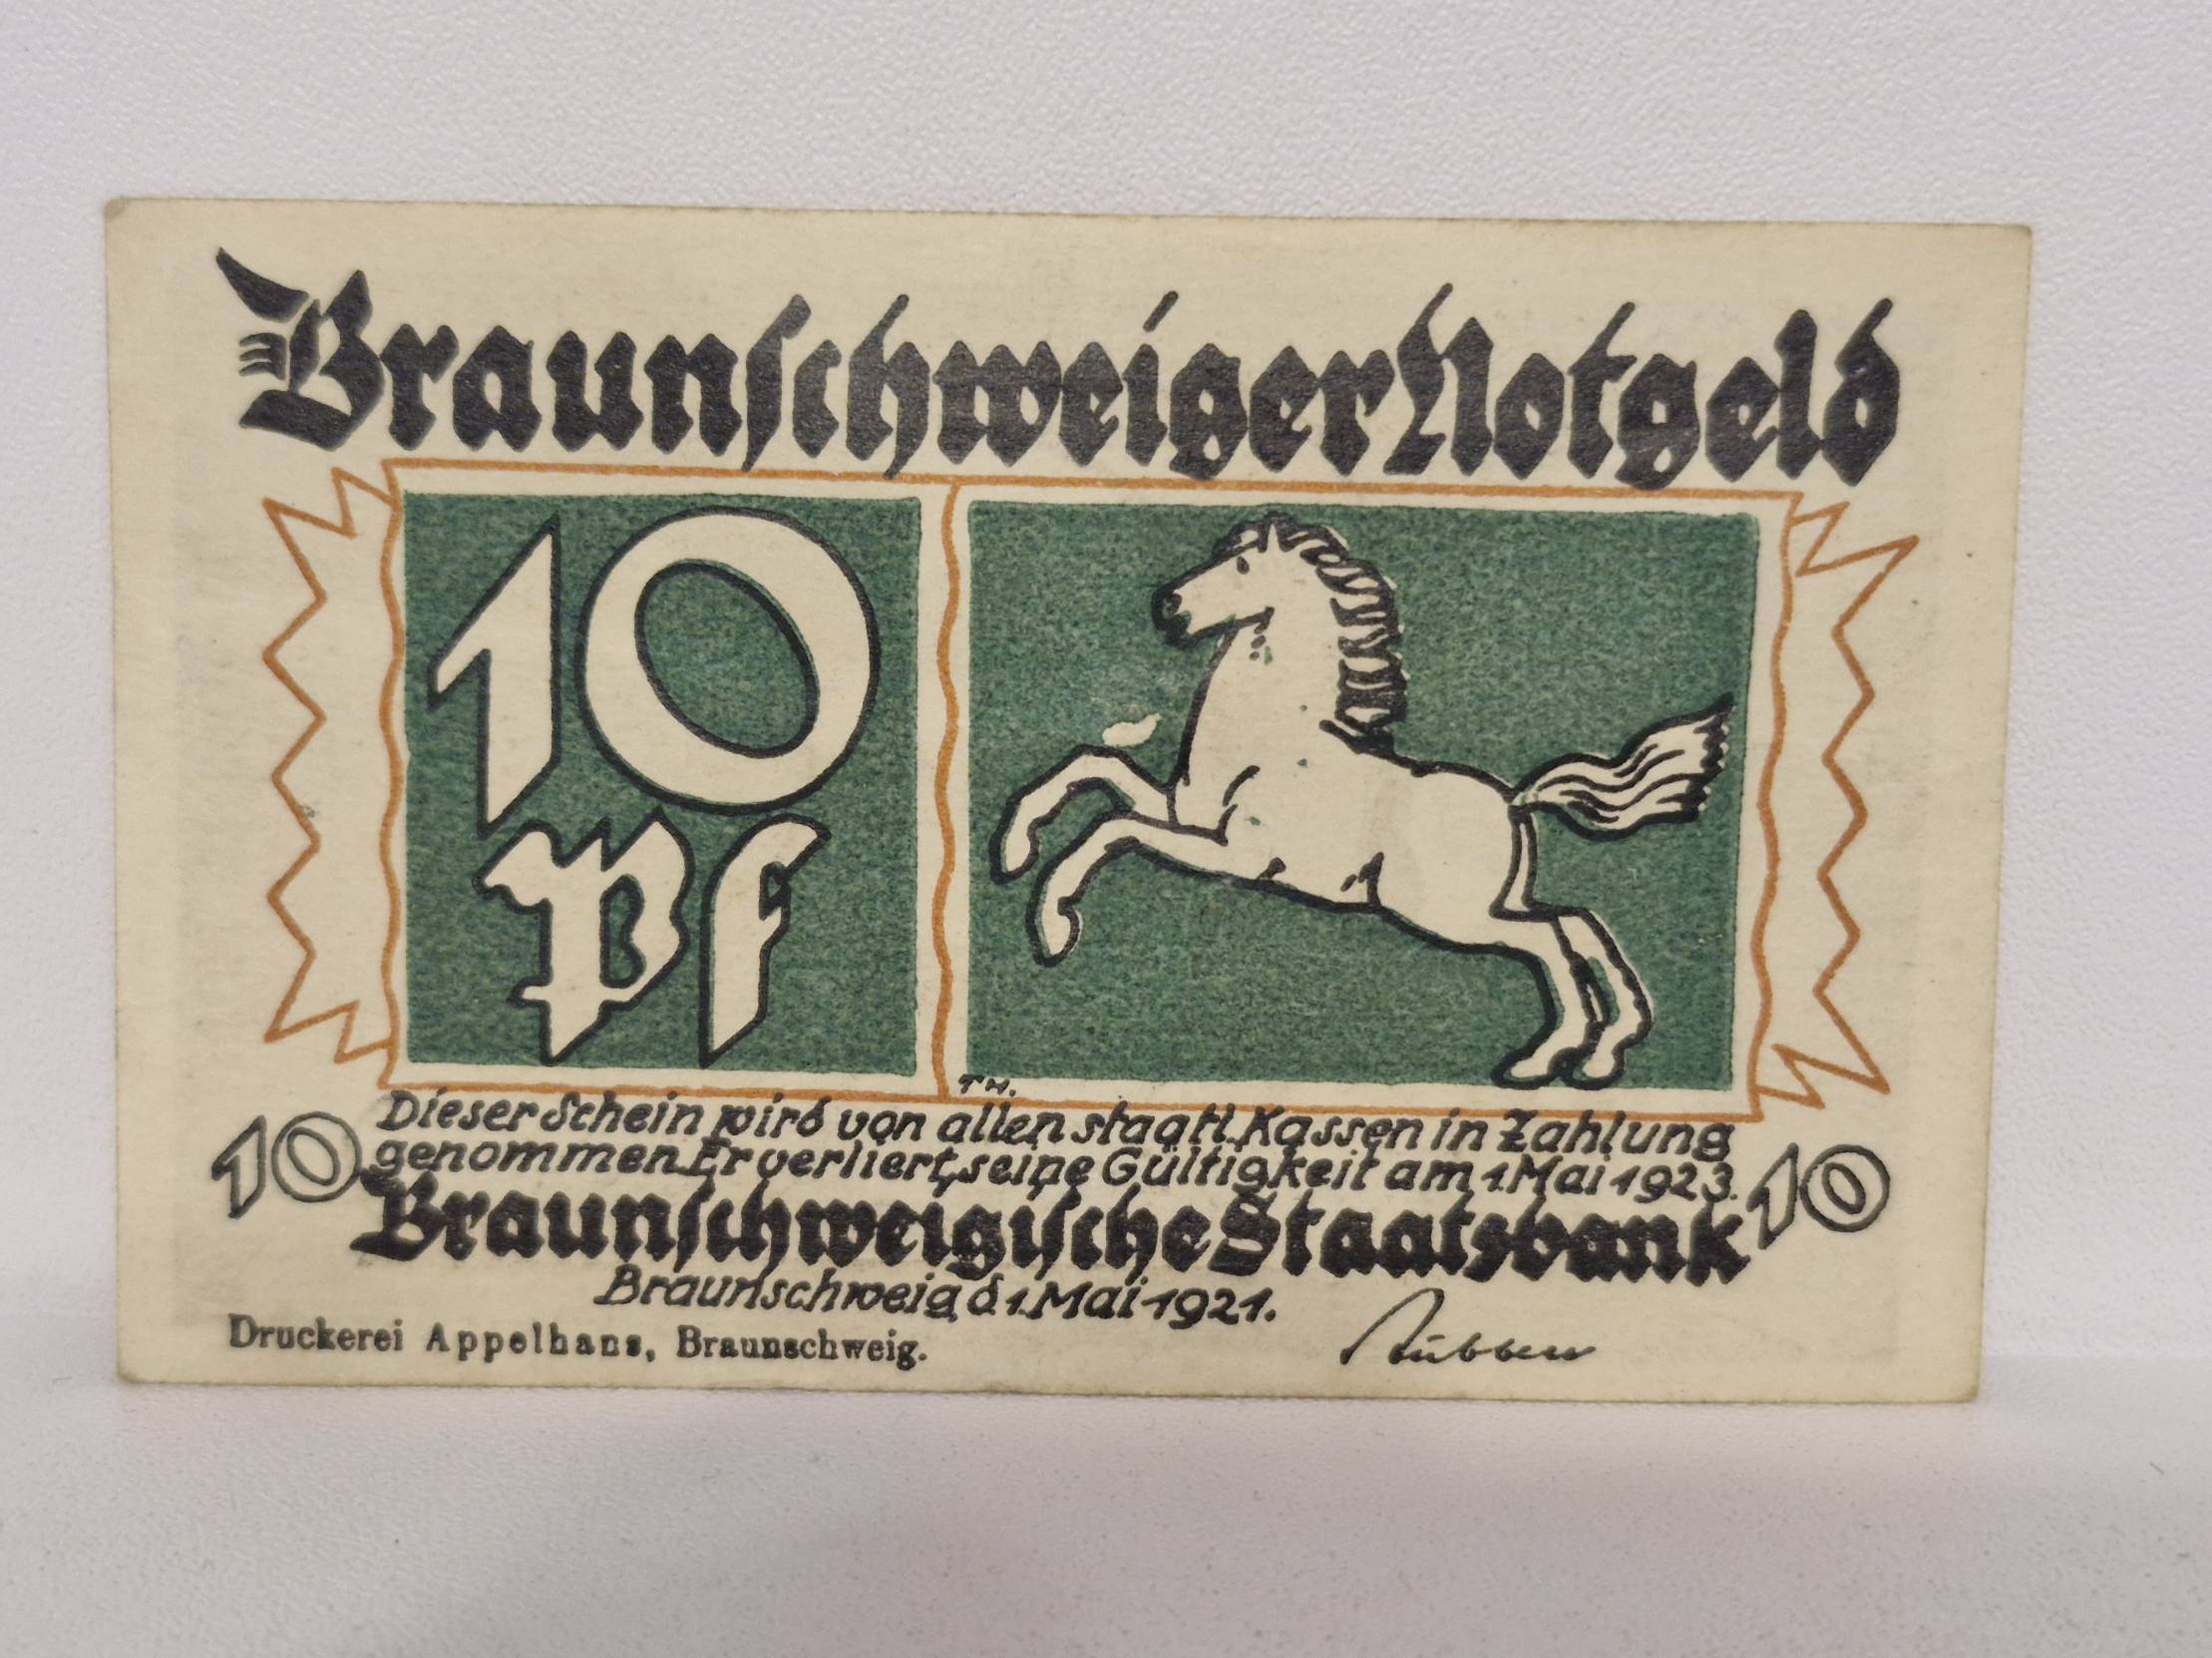 Braunschweiger Notgeld
10
Pf
T H.
Dieser Schein wird von allen staatl. Kassen in Zahlung
10 genommen. Er verliert seine Gültigkeit am 1. Mai 1923. 10
Braunschweigische Staatsbank
Braunschweig, d. 1. Mai 1921.
Druckerei Appelhans, Braunschweig.